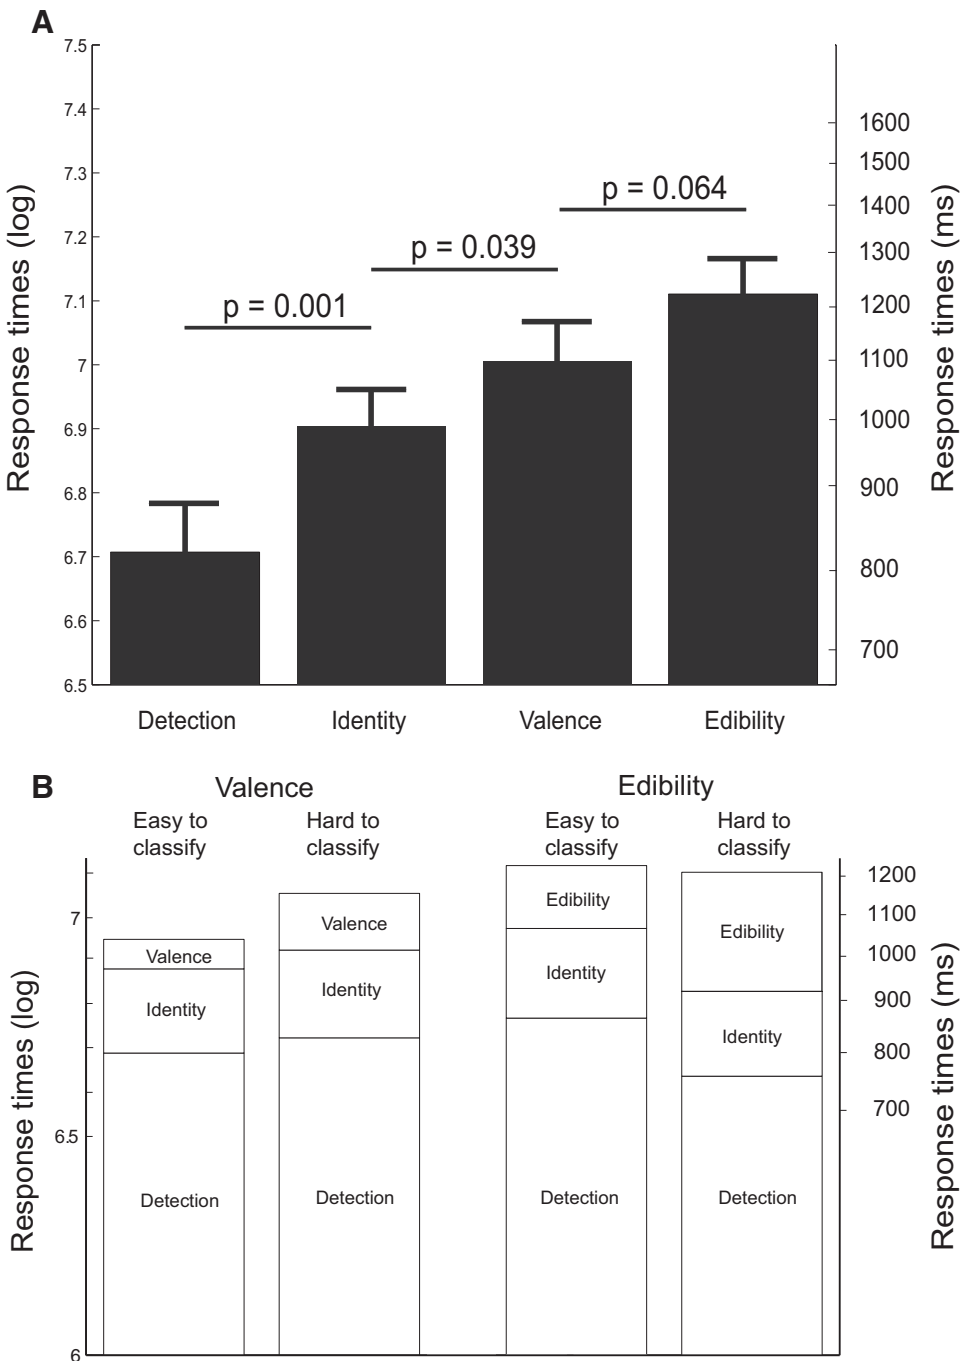 A
7.5
7.4
7.3
7.2
7.1
7
6.9
6.8
6.7
6.6
6.5
Response times (log)
p = 0.001
p = 0.039
p = 0.064
1600
1500
1400
1300
1200
1100
1000
900
800
700
Response times (ms)
Detection Identity Valence Edibility
B
Valence Edibility
Easy to classify
Hard to classify
Easy to classify
Hard to classify
7
6.5
6
Response times (log)
Valence
Identity
Detection
Valence
Identity
Detection
Edibility
Identity
Detection
Edibility
Identity
Detection
1200
1100
1000
900
800
700
Response times (ms)